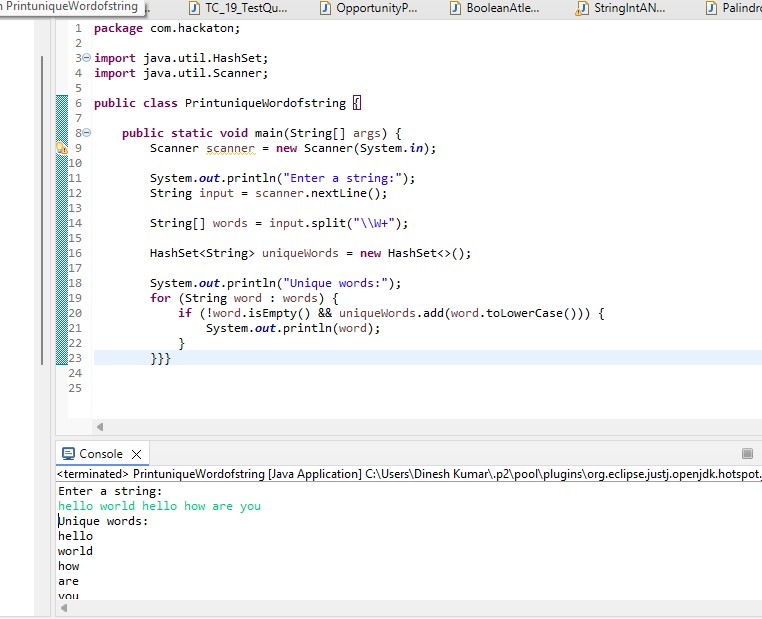 n PrintuniqueWordofstring
TC_19_TestQu...
OpportunityP...
BooleanAtle...
StringIntAN...
Palindro
1 package com.hackaton;
2
3 import java.util.HashSet;
4 import java.util.Scanner;
5
6 public class PrintuniqueWordofstring {
7
8 public static void main(String[] args) {
9 Scanner scanner = new Scanner(System.in);
10
11 System.out.println("Enter a string:");
12 String input = scanner.nextLine();
13
14 String[] words = input.split("\\W+");
15
16 HashSet<String> uniqueWords = new HashSet<>();
17
18 System.out.println("Unique words:");
19 for (String word : words) {
20 if (!word.isEmpty() && uniqueWords.add(word.toLowerCase())) {
21 System.out.println(word);
22 }
23 }}}
24
25
Console
<terminated> PrintuniqueWordofstring [Java Application] C:\Users\Dinesh Kumar\.p2\pool\plugins\org.eclipse.justj.openjdk.hotspot.
Enter a string:
hello world hello how are you
Unique words:
hello
world
how
are
you